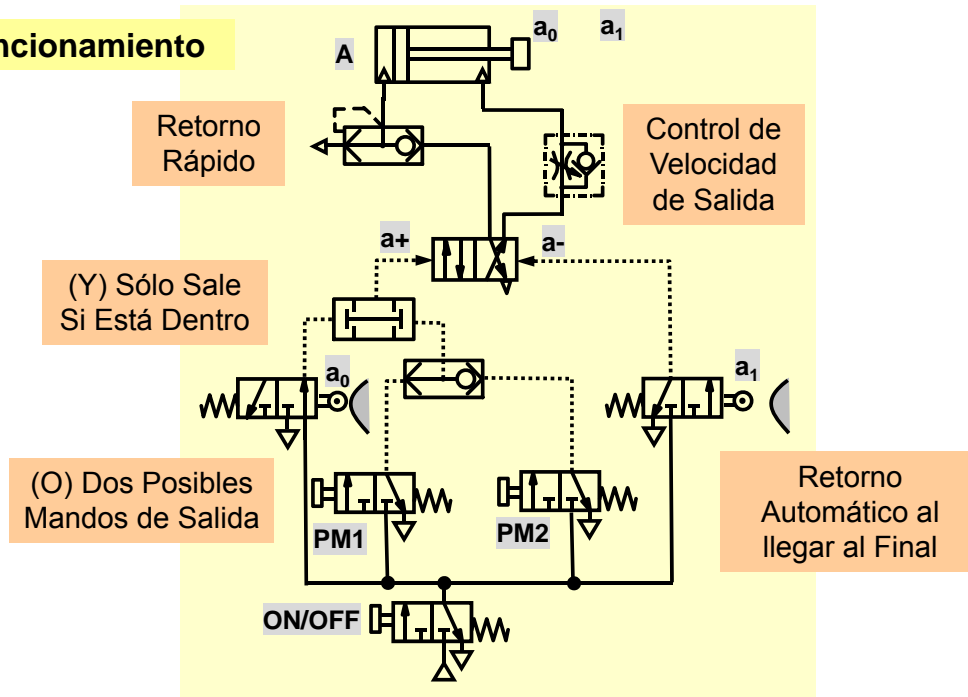 ncionamiento
a₀
a₁
A
Retorno
Rápido
Control de
Velocidad
de Salida
a+
a-
(Y) Sólo Sale
Si Está Dentro
a₀
a₁
(O) Dos Posibles
Mandos de Salida
PM1
PM2
Retorno
Automático al
llegar al Final
ON/OFF